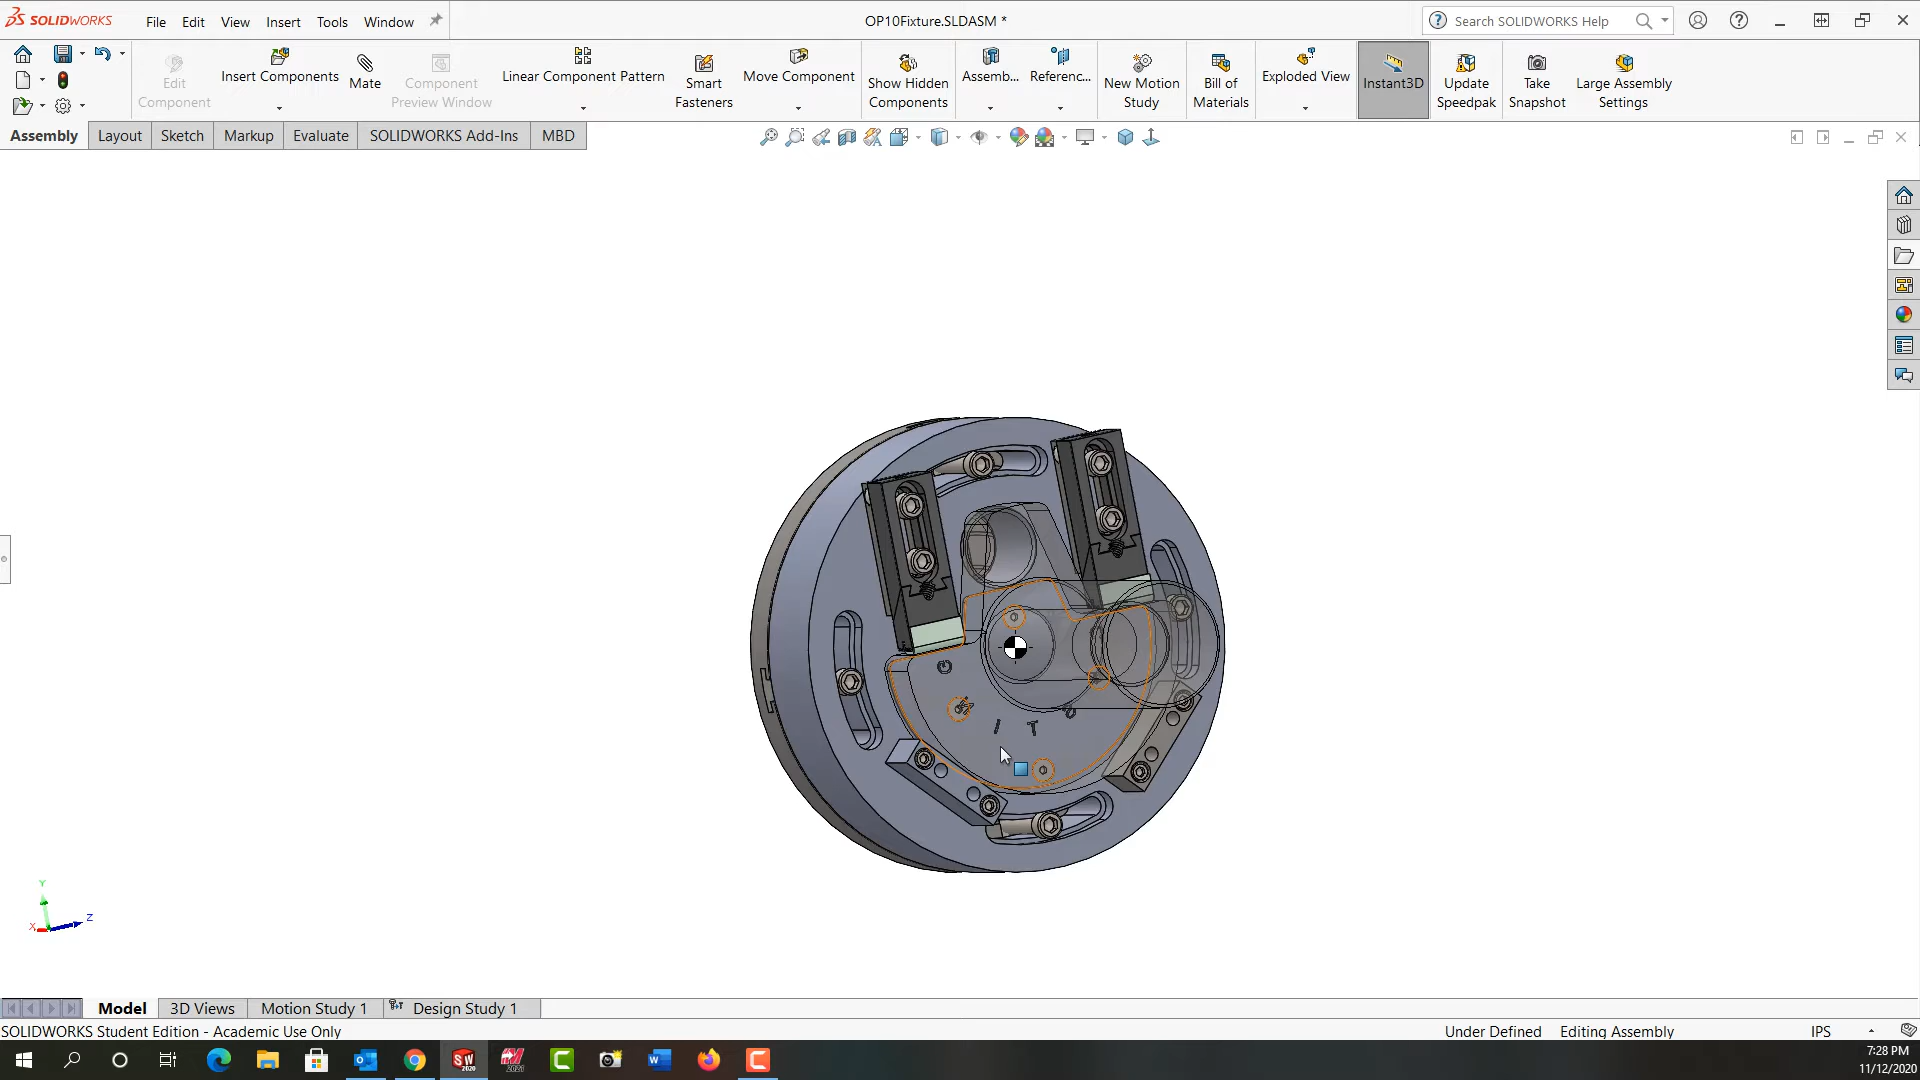 SOLIDWORKS File Edit View Insert Tools Window OP10Fixture.SLDASM * Search SOLIDWORKS Help
Edit Component
Insert Components
Mate
Component Preview Window
Linear Component Pattern
Smart Fasteners
Move Component
Show Hidden Components
Assemb...
Referenc...
New Motion Study
Bill of Materials
Exploded View
Instant3D
Update Speedpak
Take Snapshot
Large Assembly Settings
Assembly Layout Sketch Markup Evaluate SOLIDWORKS Add-Ins MBD
Y
Z
X
Model 3D Views Motion Study 1 Design Study 1
SOLIDWORKS Student Edition - Academic Use Only Under Defined Editing Assembly IPS
7:28 PM
11/12/2020